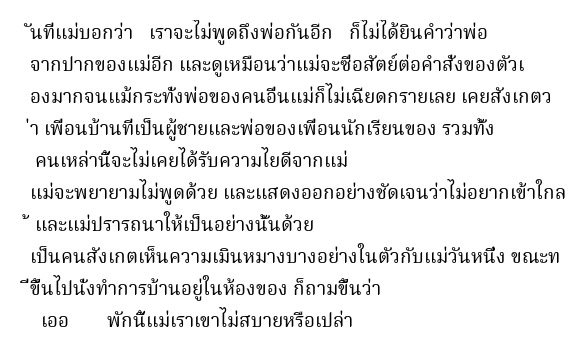 ันที่แม่บอกว่า   เราจะไม่พูดถึงพ่อกันอีก   ก็ไม่ได้ยินคำว่าพ่อ
จากปากของแม่อีก และดูเหมือนว่าแม่จะซื่อสัตย์ต่อคำสั่งของตัวเ
องมากจนแม้กระทั่งพ่อของคนอื่นแม่ก็ไม่เฉียดกรายเลย เคยสังเกตว
่า เพื่อนบ้านที่เป็นผู้ชายและพ่อของเพื่อนนักเรียนของ รวมทั้ง
คนเหล่านี้จะไม่เคยได้รับความไยดีจากแม่
แม่จะพยายามไม่พูดด้วย และแสดงออกอย่างชัดเจนว่าไม่อยากเข้าใกล
้ และแม่ปรารถนาให้เป็นอย่างนั้นด้วย
เป็นคนสังเกตเห็นความเมินหมางบางอย่างในตัวกับแม่วันหนึ่ง ขณะท
ี่ขึ้นไปนั่งทำการบ้านอยู่ในห้องของ ก็ถามขึ้นว่า
เออ      พักนี้แม่เราเขาไม่สบายหรือเปล่า